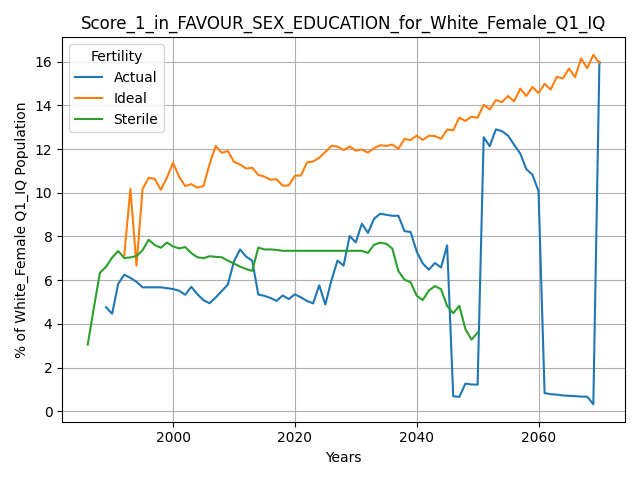 Score_1_in_FAVOUR_SEX_EDUCATION_for_White_Female_Q1_IQ
Fertility
Actual
Ideal
Sterile
% of White_Female Q1_IQ Population
16
14
12
10
8
6
4
2
0
2000 2020 2040 2060
Years